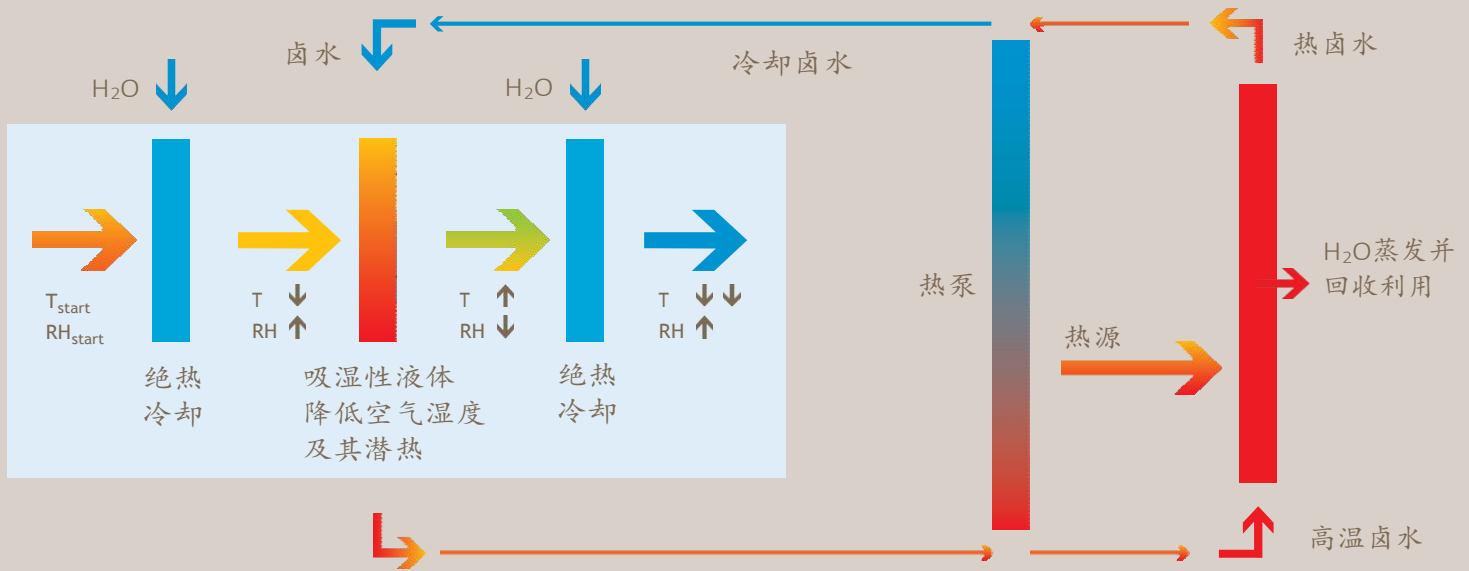 卤水
冷却卤水
热卤水
H₂O
H₂O
T_start
RH_start
T
RH
T
RH
T
RH
绝热
冷却
吸湿性液体
降低空气湿度
及其潜热
绝热
冷却
热泵
热源
H₂O蒸发并
回收利用
高温卤水